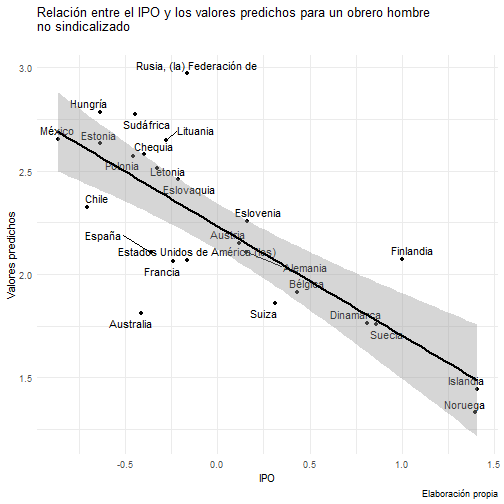 Relación entre el IPO y los valores predichos para un obrero hombre
no sindicalizado
3.0
Rusia, (la) Federación de
Hungría
Sudáfrica
Lituania
México
Estonia
Chequia
2.5
Polonia
Letonia
Eslovaquia
Chile
Eslovenia
España
Austria
Estados Unidos de América (los)
Finlandia
2.0
Francia
Alemania
Bélgica
Australia
Suiza
Dinamarca
Suecia
1.5
Islandia
Noruega
Valores predichos
-0.5
0.0
0.5
1.0
1.5
IPO
Elaboración propia